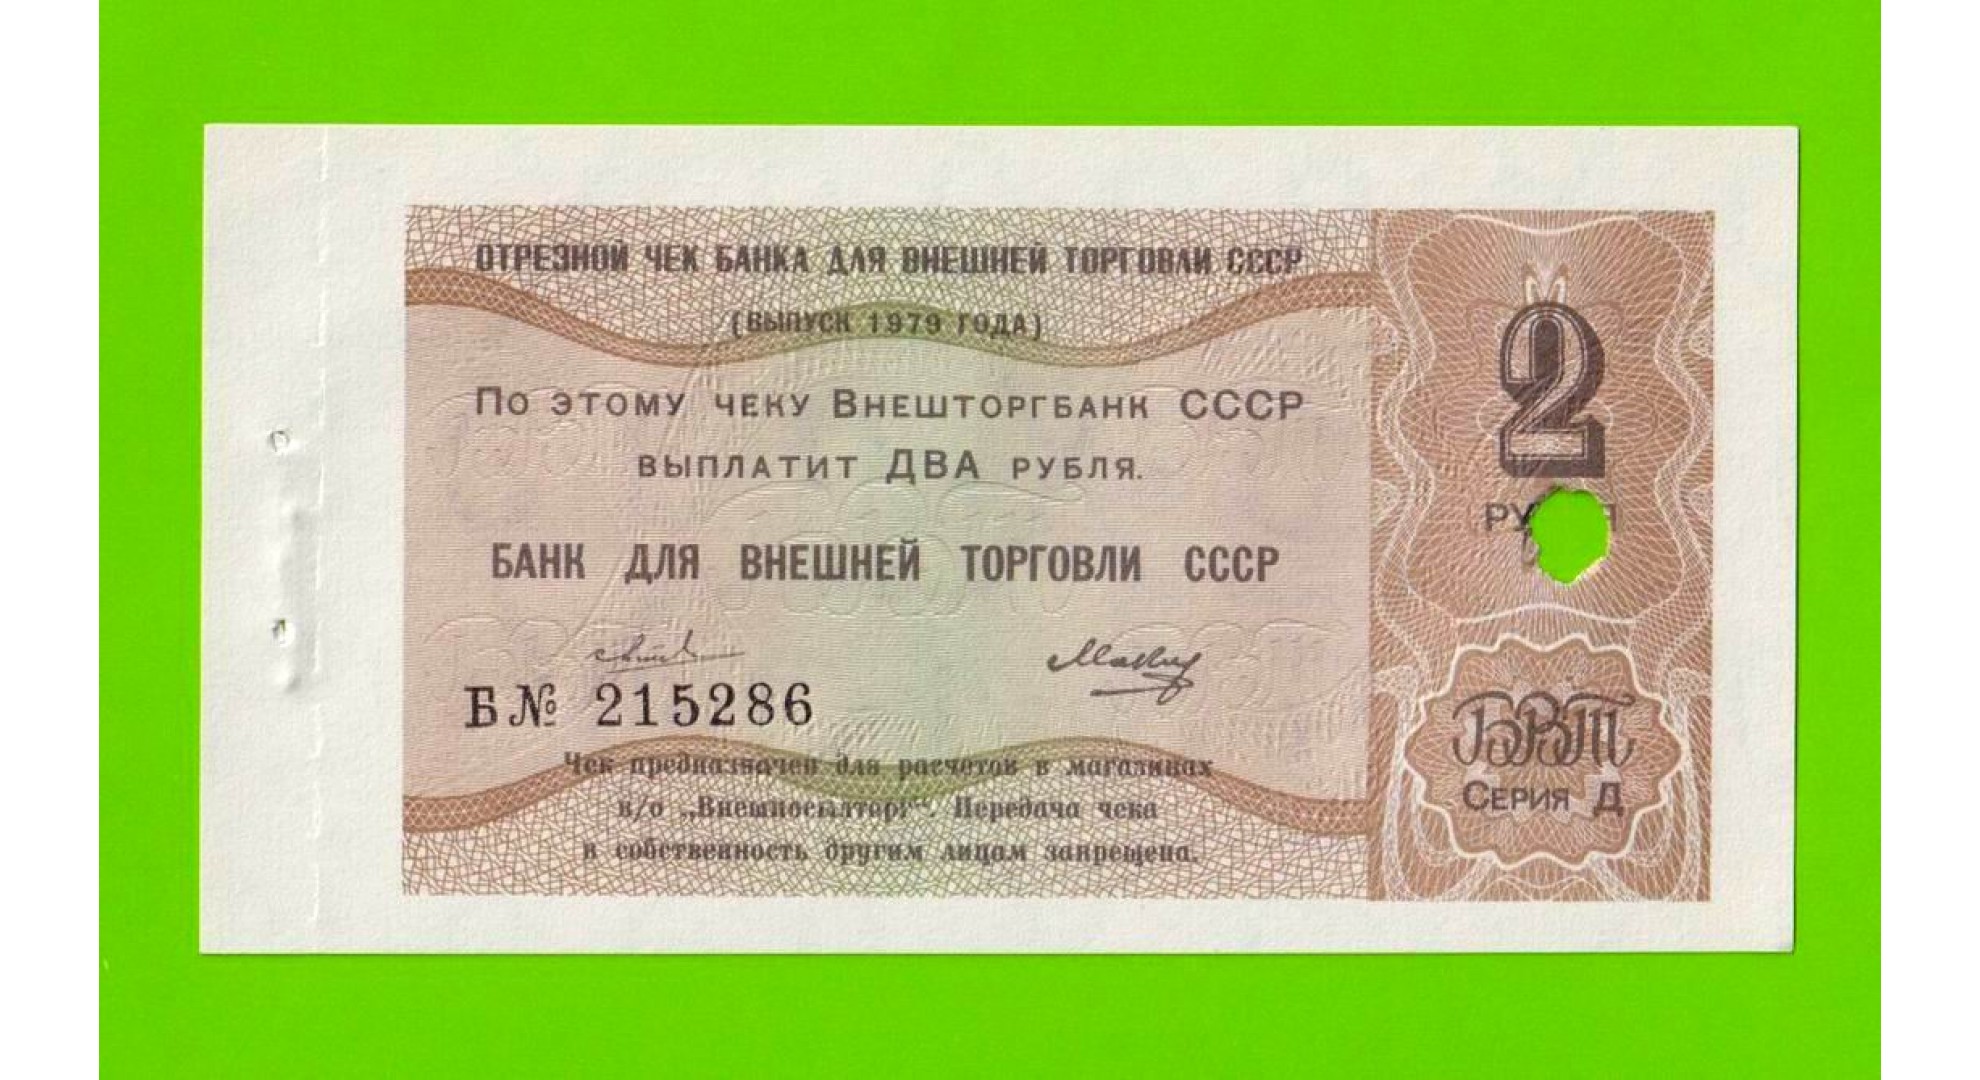 ОТРЕЗНОЙ ЧЕК БАНКА ДЛЯ ВНЕШНЕЙ ТОРГОВЛИ СССР
(ВЫПУСК 1979 ГОДА)
По этому чеку Внешторгбанк СССР
выплатит ДВА рубля.
БАНК ДЛЯ ВНЕШНЕЙ ТОРГОВЛИ СССР
Б № 215286
Чек предназначен для расчетов в магазинах
в/о „Внешпосылторг“. Передача чека
в собственность другим лицам запрещена.
2
БВТ
Серия Д